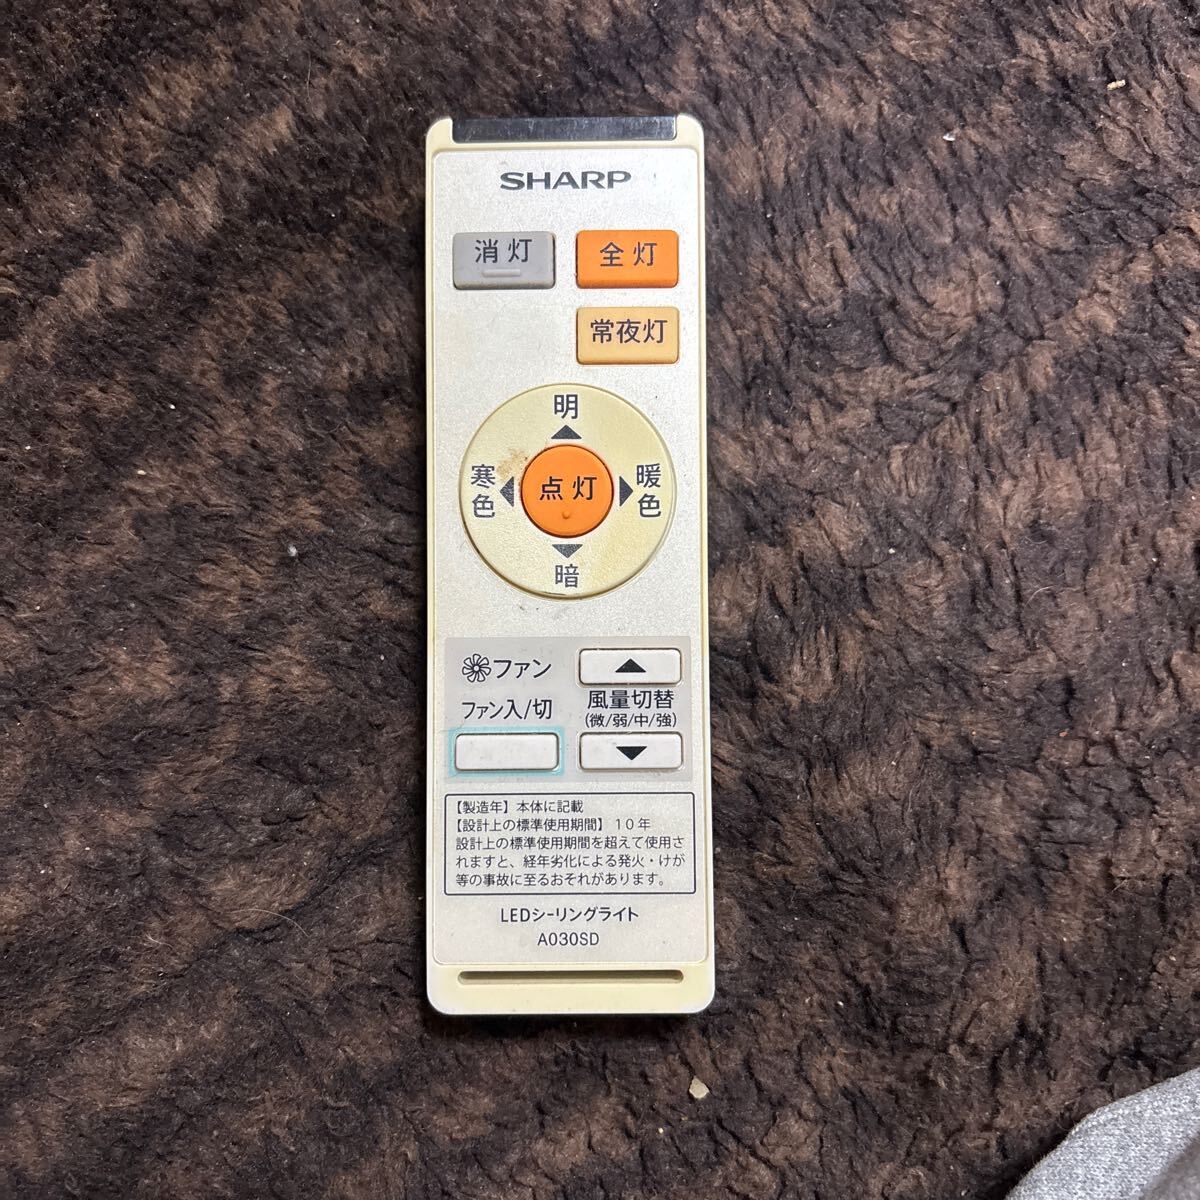 SHARP
消灯
全灯
常夜灯
明
寒色
点灯
暖色
暗
ファン
ファン入/切
風量切替
(微/弱/中/強)
【製造年】本体に記載
【設計上の標準使用期間】10年
設計上の標準使用期間を超えて使用さ
れますと、経年劣化による発火・けが
等の事故に至るおそれがあります。
LEDシーリングライト
A030SD